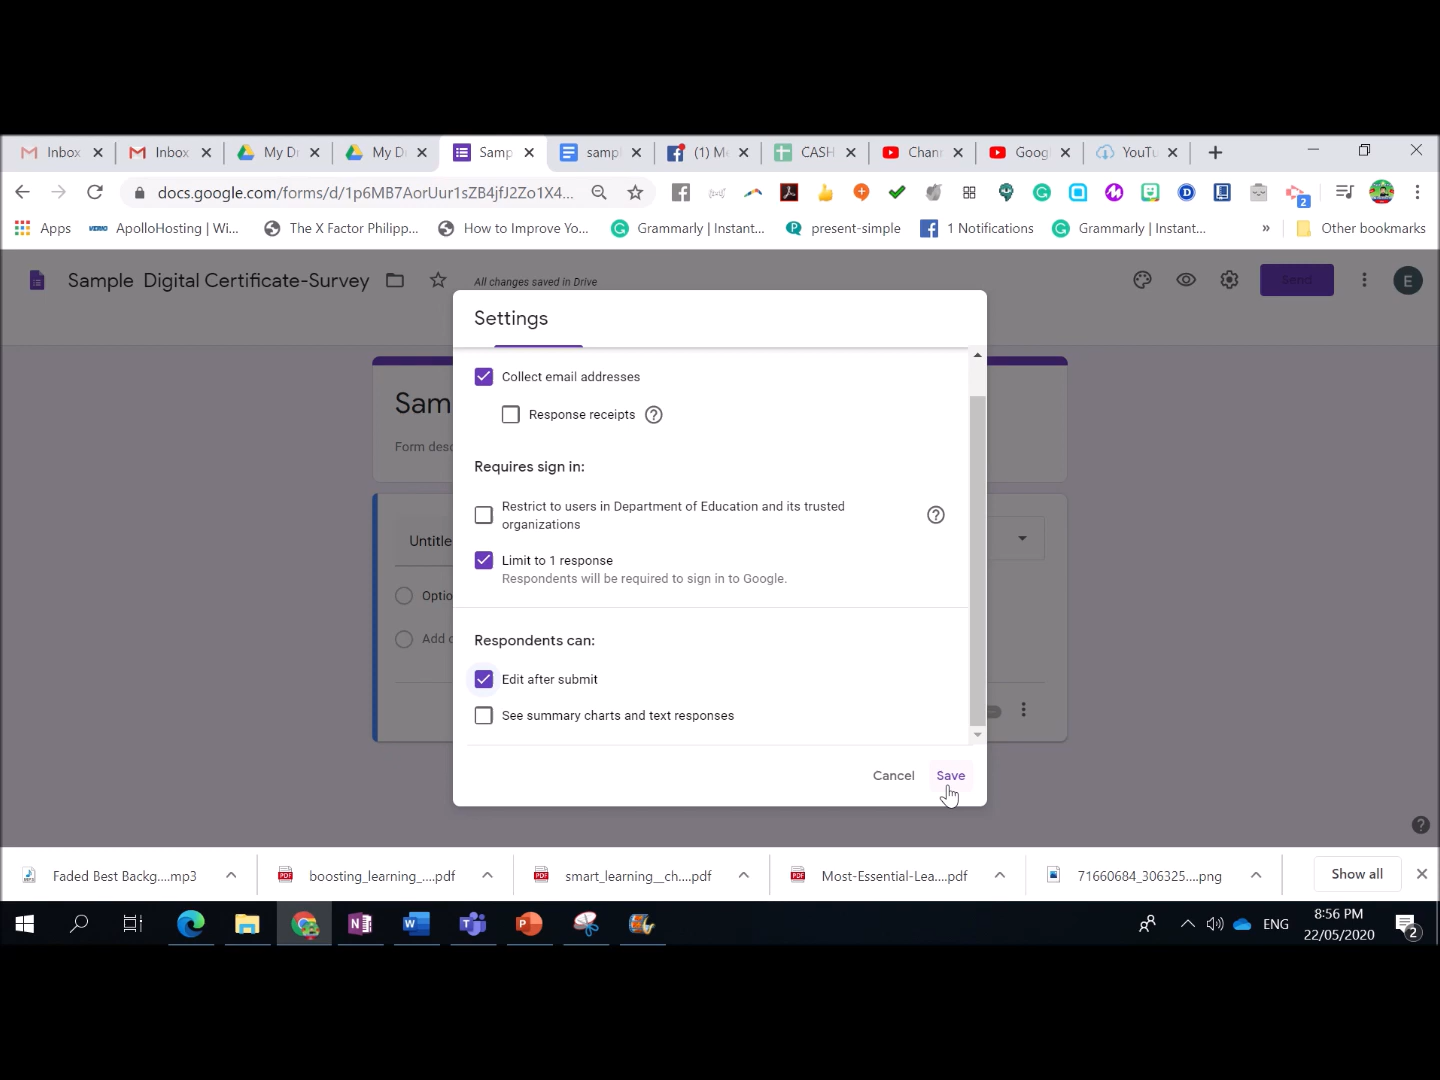 Inbox
Inbox
My D
My D
Samp
samp
(1) M
CASH
Chan
Goog
YouTu
docs.google.com/forms/d/1p6MB7AorUur1sZB4jfJ2Zo1X4...
2
Apps
ApolloHosting | Wi...
The X Factor Philipp...
How to Improve Yo...
Grammarly | Instant...
present-simple
1 Notifications
Grammarly | Instant...
»
Other bookmarks
Sample Digital Certificate-Survey
All changes saved in Drive
Send
E
Settings
Sam
Form desc
Collect email addresses
Response receipts
Requires sign in:
Restrict to users in Department of Education and its trusted
organizations
Untitle
Limit to 1 response
Respondents will be required to sign in to Google.
Optio
Add o
Respondents can:
Edit after submit
See summary charts and text responses
Cancel
Save
Faded Best Backg....mp3
boosting_learning_....pdf
smart_learning__ch....pdf
Most-Essential-Lea....pdf
71660684_306325....png
Show all
ENG
8:56 PM
22/05/2020
2